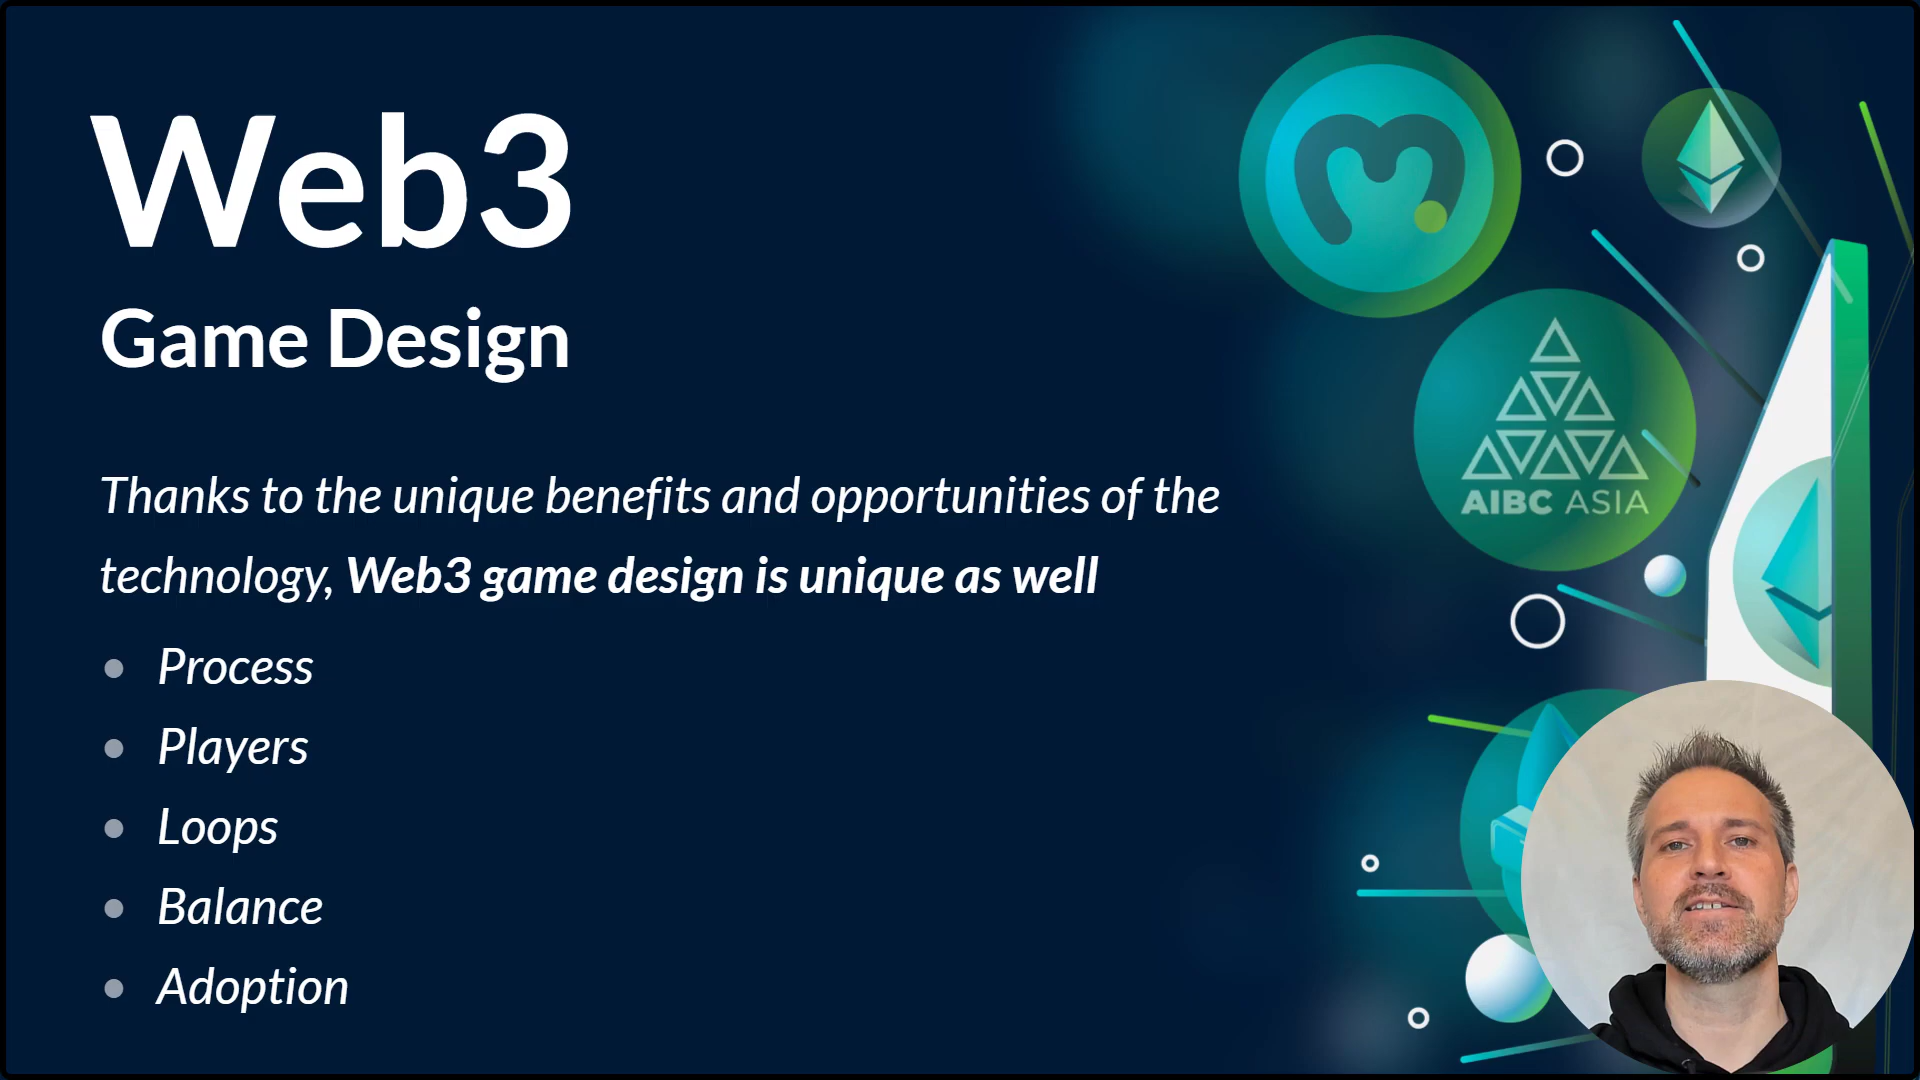 Web3
Game Design
Thanks to the unique benefits and opportunities of the
technology, Web3 game design is unique as well
Process
Players
Loops
Balance
Adoption
AIBC ASIA